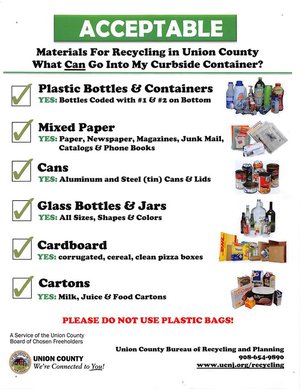 ACCEPTABLE
Materials For Recycling in Union County
What Can Go Into My Curbside Container?
Plastic Bottles & Containers
YES: Bottles Coded with #1 & #2 on Bottom
Mixed Paper
YES: Paper, Newspaper, Magazines, Junk Mail,
Catalogs & Phone Books
Cans
YES: Aluminum and Steel (tin) Cans & Lids
Glass Bottles & Jars
YES: All Sizes, Shapes & Colors
Cardboard
YES: corrugated, cereal, clean pizza boxes
Cartons
YES: Milk, Juice & Food Cartons
PLEASE DO NOT USE PLASTIC BAGS!
A Service of the Union County
Board of Chosen Freeholders
UNION COUNTY
We're Connected to You!
Union County Bureau of Recycling and Planning
908-654-9890
www.ucnj.org/recycling